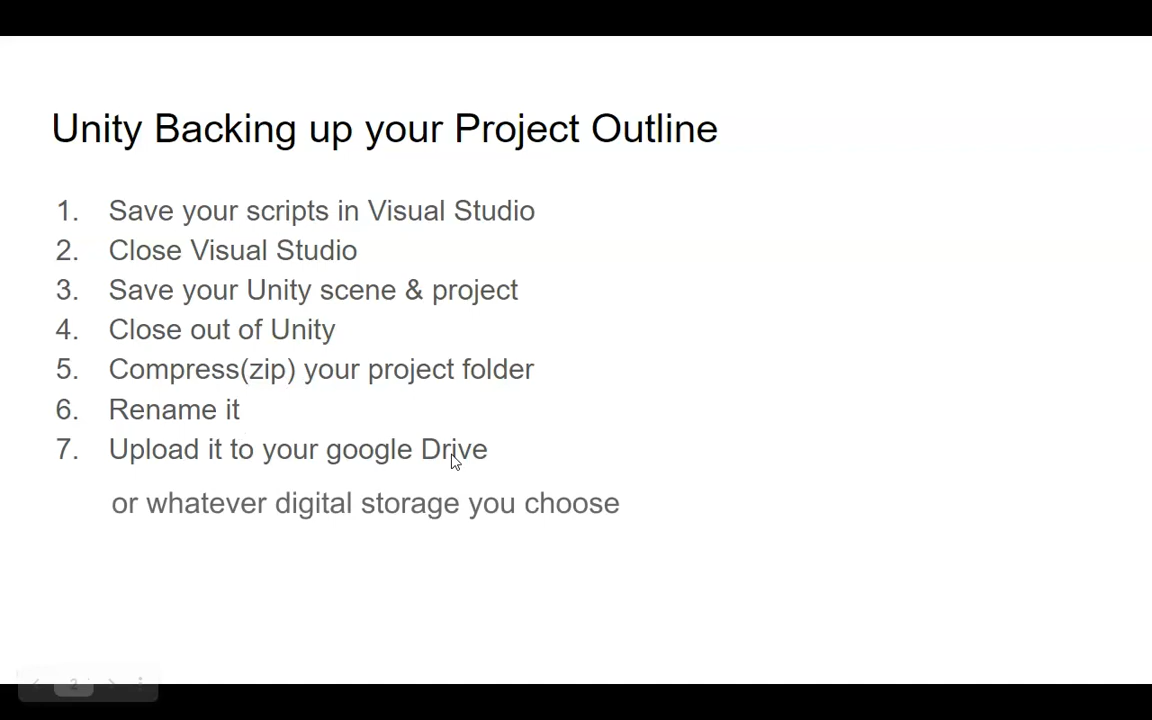 Unity Backing up your Project Outline
1. Save your scripts in Visual Studio
2. Close Visual Studio
3. Save your Unity scene & project
4. Close out of Unity
5. Compress(zip) your project folder
6. Rename it
7. Upload it to your google Drive
or whatever digital storage you choose
2